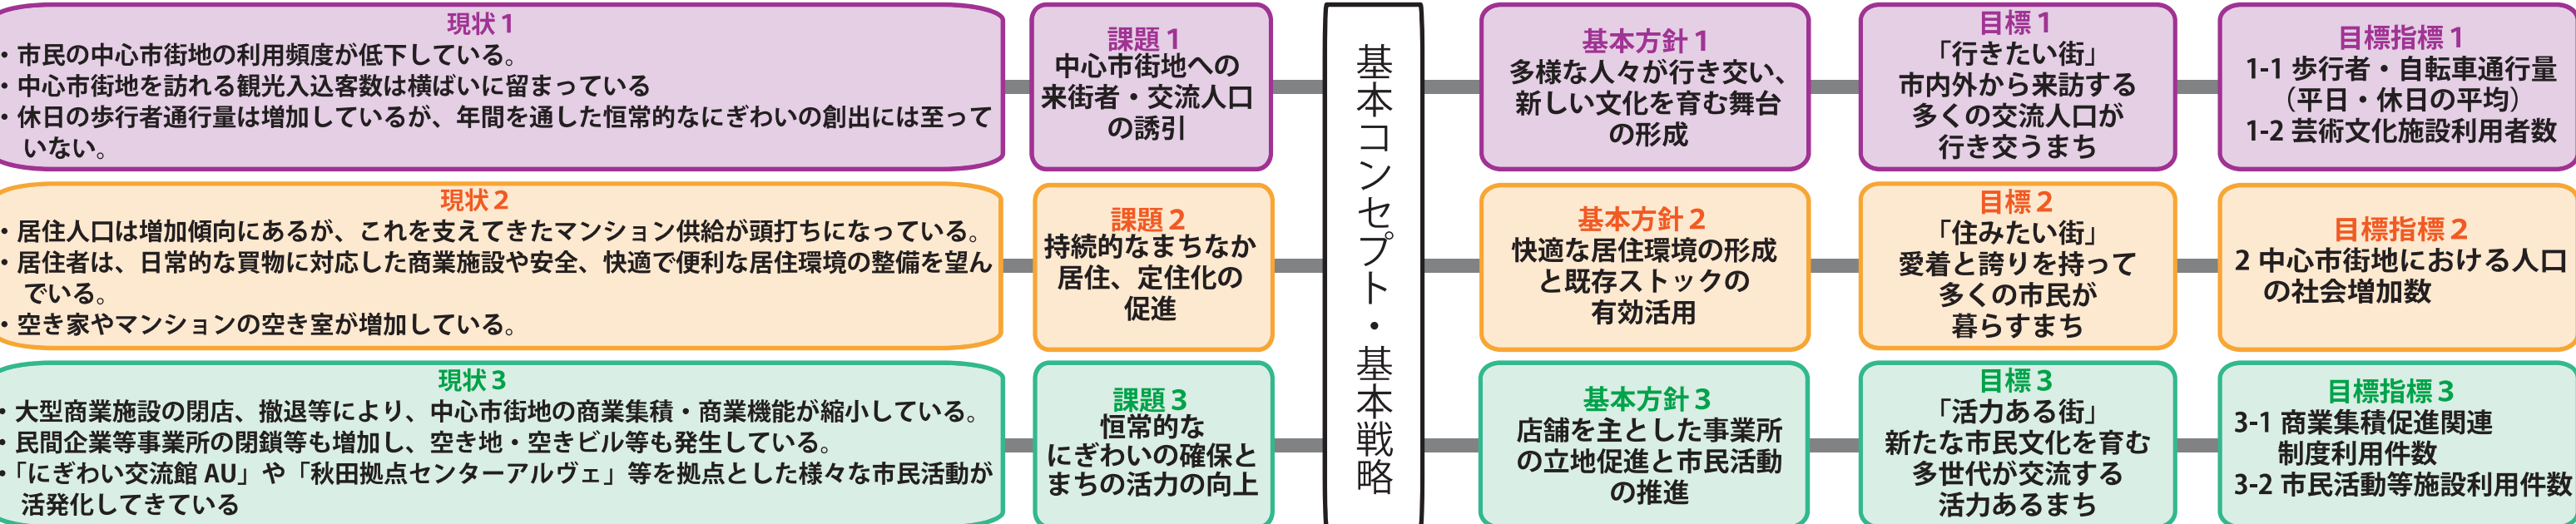 現状1
・市民の中心市街地の利用頻度が低下している。
・中心市街地を訪れる観光入込客数は横ばいに留まっている
・休日の歩行者通行量は増加しているが、年間を通した恒常的なにぎわいの創出には至って
いない。
課題1
中心市街地への
来街者・交流人口
の誘引
基本コンセプト・基本戦略
基本方針1
多様な人々が行き交い、
新しい文化を育む舞台
の形成
目標1
「行きたい街」
市内外から来訪する
多くの交流人口が
行き交うまち
目標指標1
1-1 歩行者・自転車通行量
（平日・休日の平均）
1-2 芸術文化施設利用者数
現状2
・居住人口は増加傾向にあるが、これを支えてきたマンション供給が頭打ちになっている。
・居住者は、日常的な買物に対応した商業施設や安全、快適で便利な居住環境の整備を望ん
でいる。
・空き家やマンションの空き室が増加している。
課題2
持続的なまちなか
居住、定住化の
促進
基本方針2
快適な居住環境の形成
と既存ストックの
有効活用
目標2
「住みたい街」
愛着と誇りを持って
多くの市民が
暮らすまち
目標指標2
2 中心市街地における人口
の社会増加数
現状3
・大型商業施設の閉店、撤退等により、中心市街地の商業集積・商業機能が縮小している。
・民間企業等事業所の閉鎖等も増加し、空き地・空きビル等も発生している。
・「にぎわい交流館 AU」や「秋田拠点センターアルヴェ」等を拠点とした様々な市民活動が
活発化してきている
課題3
恒常的な
にぎわいの確保と
まちの活力の向上
基本方針3
店舗を主とした事業所
の立地促進と市民活動
の推進
目標3
「活力ある街」
新たな市民文化を育む
多世代が交流する
活力あるまち
目標指標3
3-1 商業集積促進関連
制度利用件数
3-2 市民活動等施設利用件数